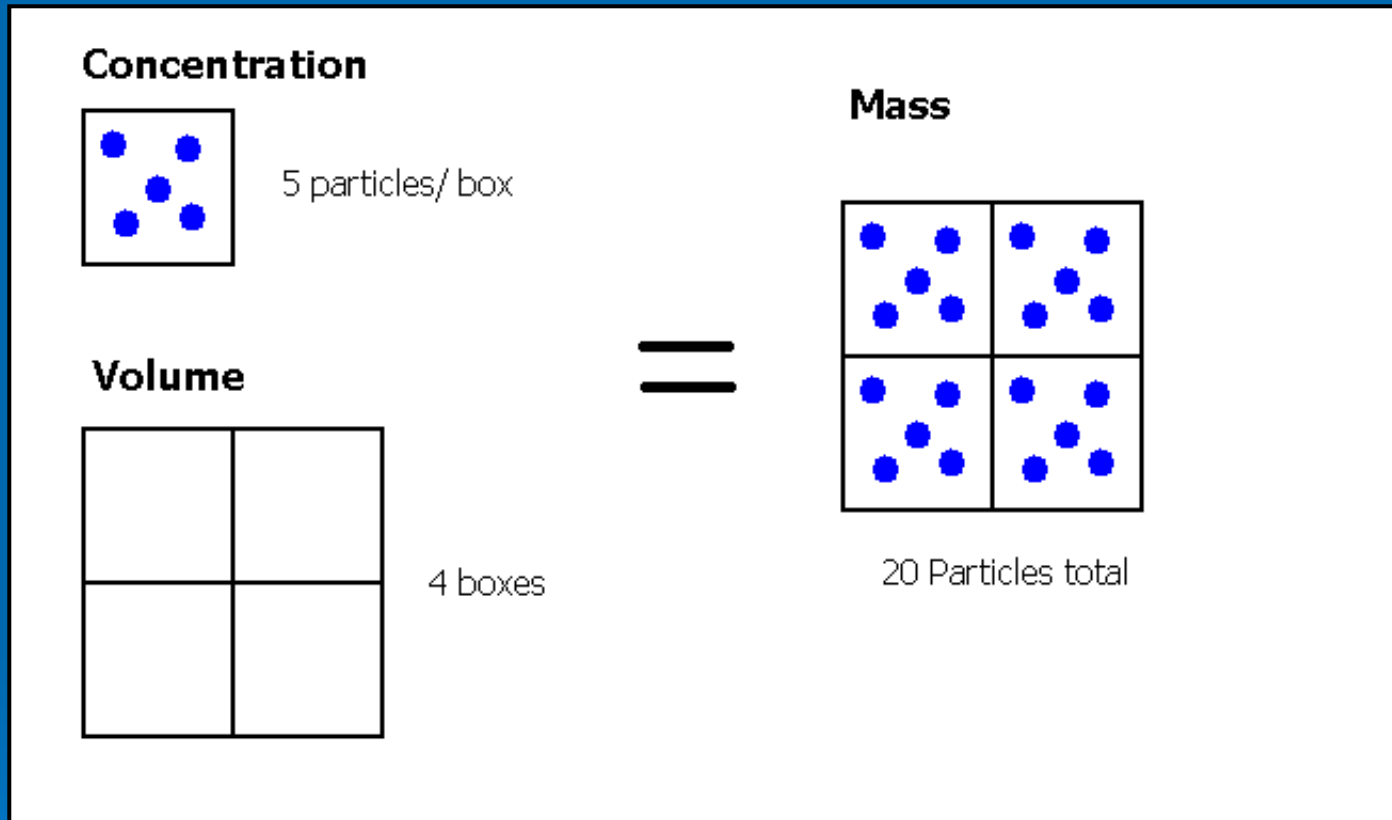 Concentration
5 particles/ box
Volume
4 boxes
Mass
20 Particles total